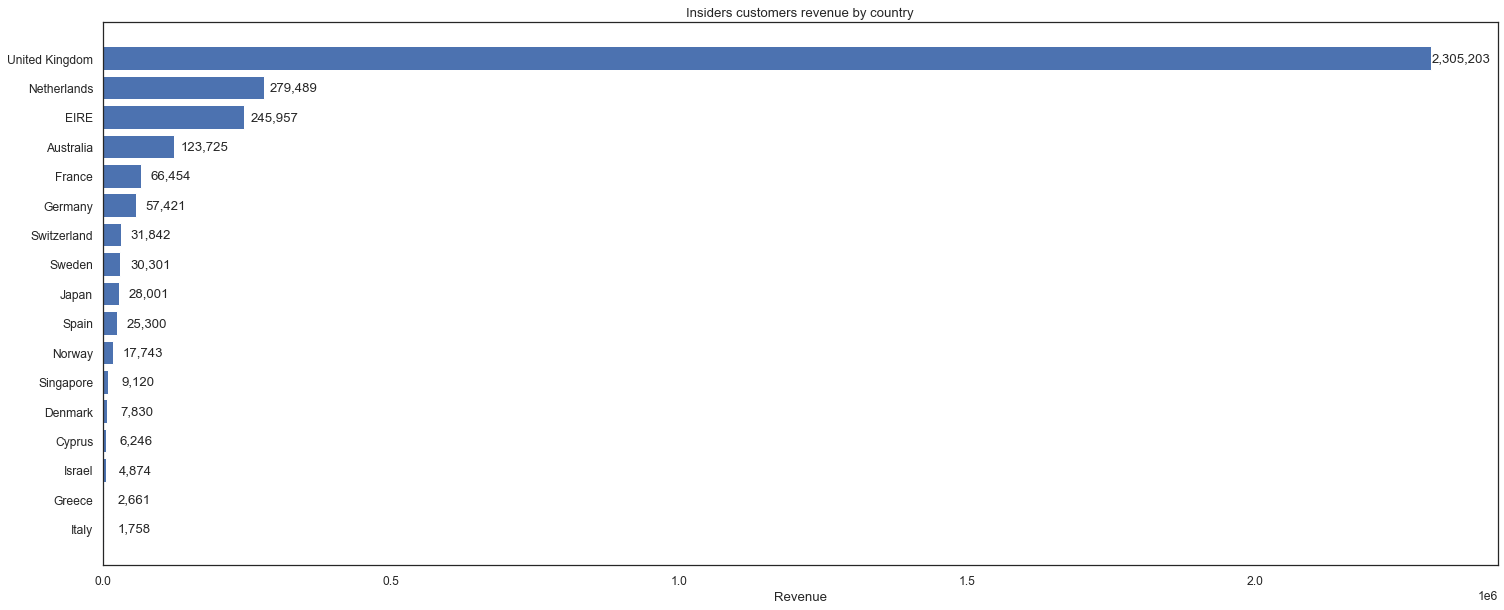 Insiders customers revenue by country
United Kingdom 2,305,203
Netherlands 279,489
EIRE 245,957
Australia 123,725
France 66,454
Germany 57,421
Switzerland 31,842
Sweden 30,301
Japan 28,001
Spain 25,300
Norway 17,743
Singapore 9,120
Denmark 7,830
Cyprus 6,246
Israel 4,874
Greece 2,661
Italy 1,758
0.0 0.5 1.0 1.5 2.0
Revenue 1e6